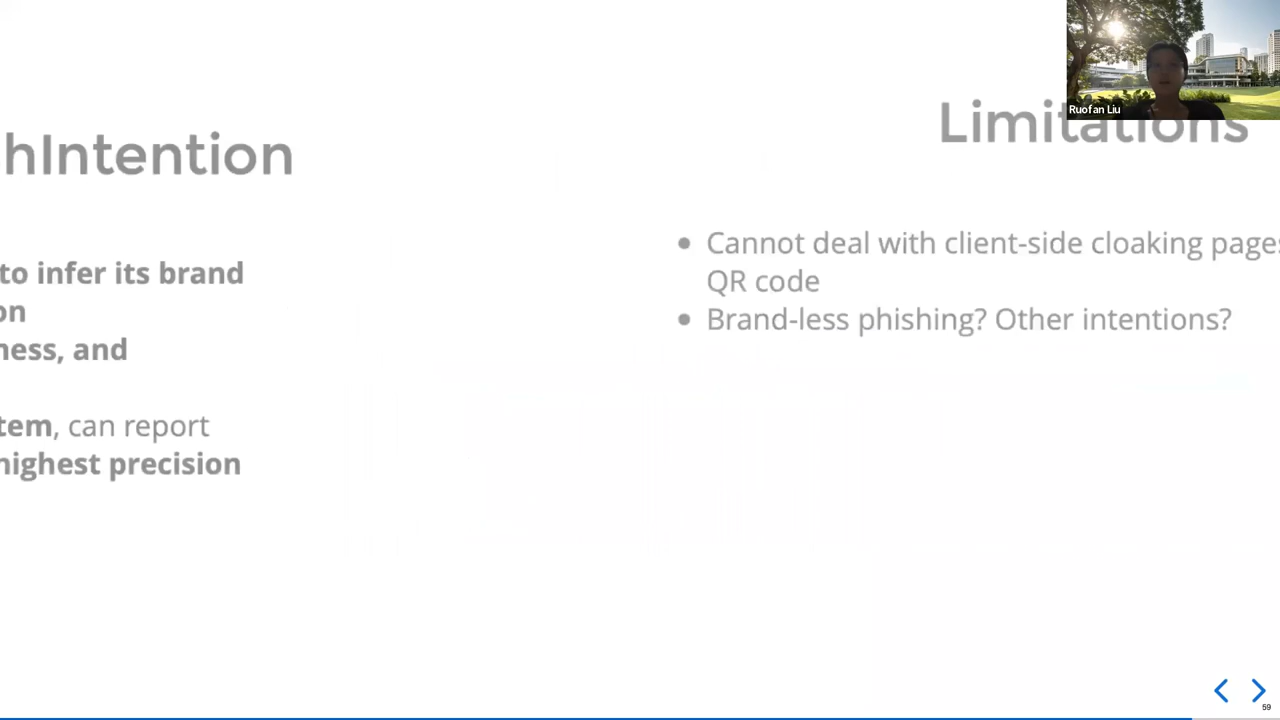 Ruofan Liu
hIntention
to infer its brand
on
ness, and
tem, can report
highest precision
Limitations
• Cannot deal with client-side cloaking pages
QR code
• Brand-less phishing? Other intentions?
59